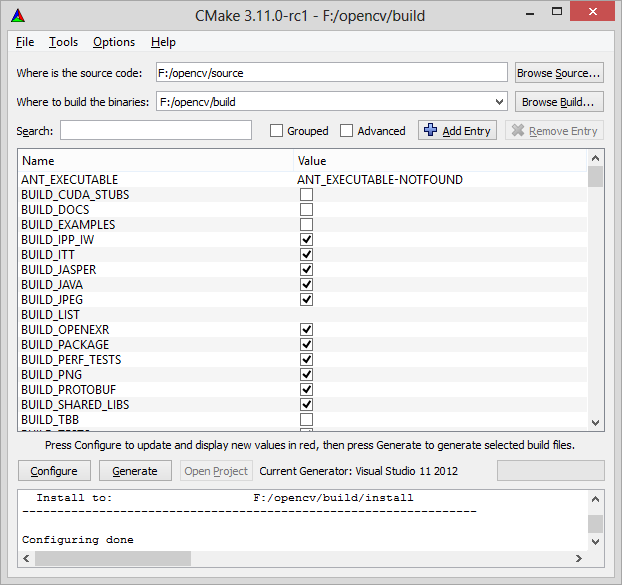 CMake 3.11.0-rc1 - F:/opencv/build
File Tools Options Help
Where is the source code: F:/opencv/source Browse Source...
Where to build the binaries: F:/opencv/build Browse Build...
Search: Grouped Advanced Add Entry Remove Entry
Name Value
ANT_EXECUTABLE ANT_EXECUTABLE-NOTFOUND
BUILD_CUDA_STUBS
BUILD_DOCS
BUILD_EXAMPLES
BUILD_IPP_IW
BUILD_ITT
BUILD_JASPER
BUILD_JAVA
BUILD_JPEG
BUILD_LIST
BUILD_OPENEXR
BUILD_PACKAGE
BUILD_PERF_TESTS
BUILD_PNG
BUILD_PROTOBUF
BUILD_SHARED_LIBS
BUILD_TBB
Press Configure to update and display new values in red, then press Generate to generate selected build files.
Configure Generate Open Project Current Generator: Visual Studio 11 2012
Install to: F:/opencv/build/install
-----------------------------------------------------------------
Configuring done